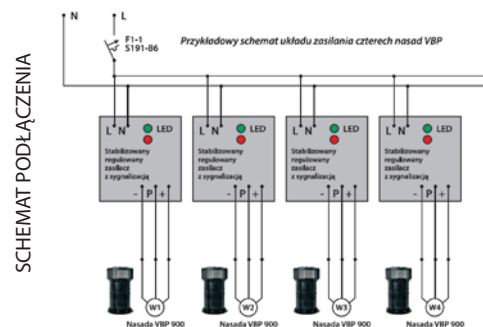 N L
F1-1
S191-B6
Przykładowy schemat układu zasilania czterech nasad VBP
SCHEMAT PODŁĄCZENIA
L N LED
Stabilizowany
regulowany
zasilacz
z sygnalizacją
- P +
W1
Nasada VBP 900
L N LED
Stabilizowany
regulowany
zasilacz
z sygnalizacją
- P +
W2
Nasada VBP 900
L N LED
Stabilizowany
regulowany
zasilacz
z sygnalizacją
- P +
W3
Nasada VBP 900
L N LED
Stabilizowany
regulowany
zasilacz
z sygnalizacją
- P +
W4
Nasada VBP 900